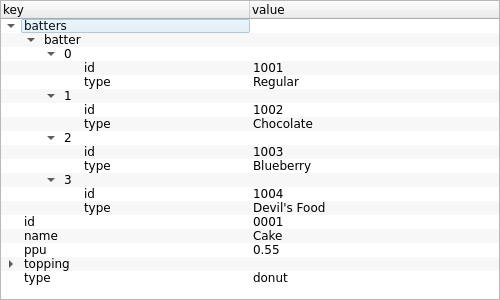 key value
batters
batter
0
id 1001
type Regular
1
id 1002
type Chocolate
2
id 1003
type Blueberry
3
id 1004
type Devil's Food
id 0001
name Cake
ppu 0.55
topping
type donut